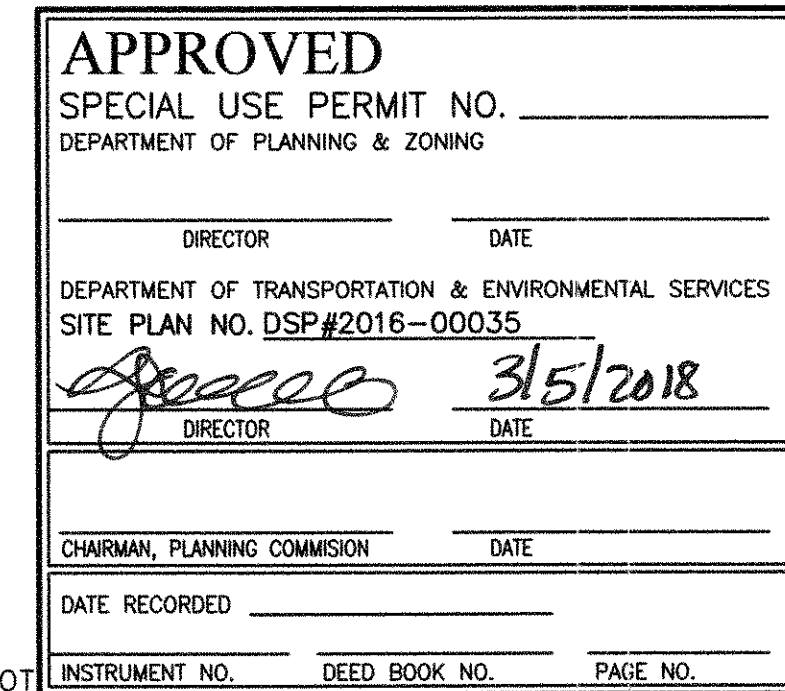 APPROVED
SPECIAL USE PERMIT NO.
DEPARTMENT OF PLANNING & ZONING
DIRECTOR DATE
DEPARTMENT OF TRANSPORTATION & ENVIRONMENTAL SERVICES
SITE PLAN NO. DSP#2016-00035
3/5/2018
DIRECTOR DATE
CHAIRMAN, PLANNING COMMISION DATE
DATE RECORDED
OT
INSTRUMENT NO. DEED BOOK NO. PAGE NO.